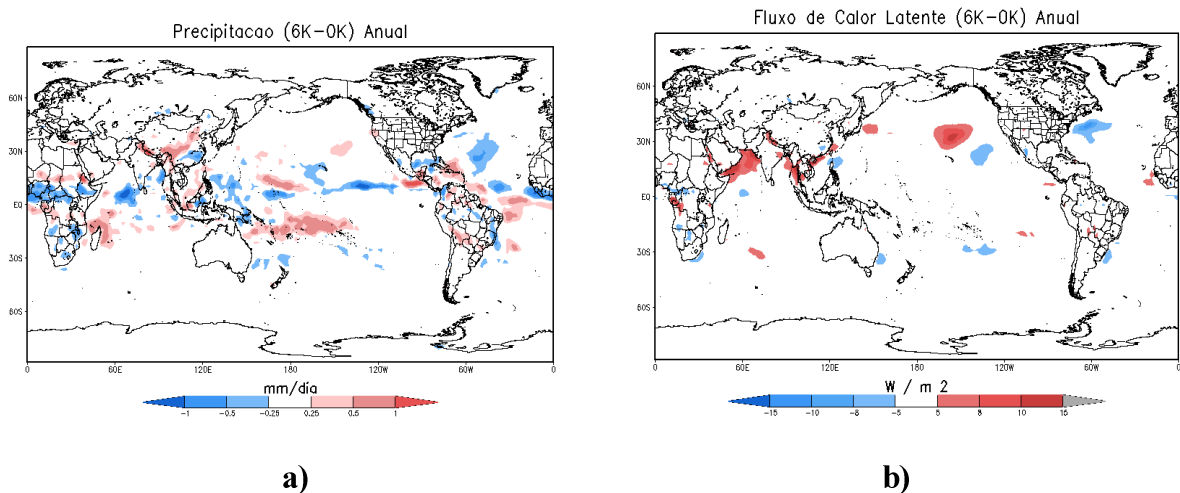 Precipitacao (6K-0K) Anual
60N
30N
EQ
30S
60S
0
60E
120E
180
120W
60W
0
mm/dia
-1
-0.5
-0.25
0.25
0.5
1
a)
Fluxo de Calor Latente (6K-0K) Anual
60N
30N
EQ
30S
60S
0
60E
120E
180
120W
60W
0
W / m 2
-15
-10
-8
-5
5
8
10
15
b)